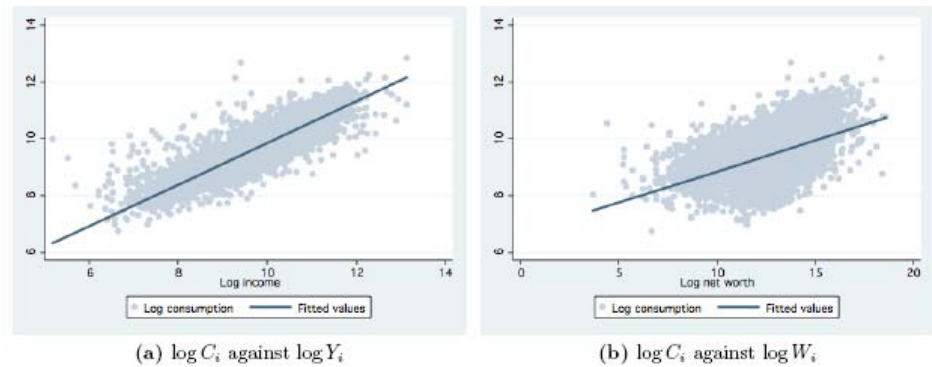 14
12
10
8
6
6 8 10 12 14
Log income
Log consumption Fitted values
(a) log C_i against log Y_i
14
12
10
8
6
0 5 10 15 20
Log net worth
Log consumption Fitted values
(b) log C_i against log W_i